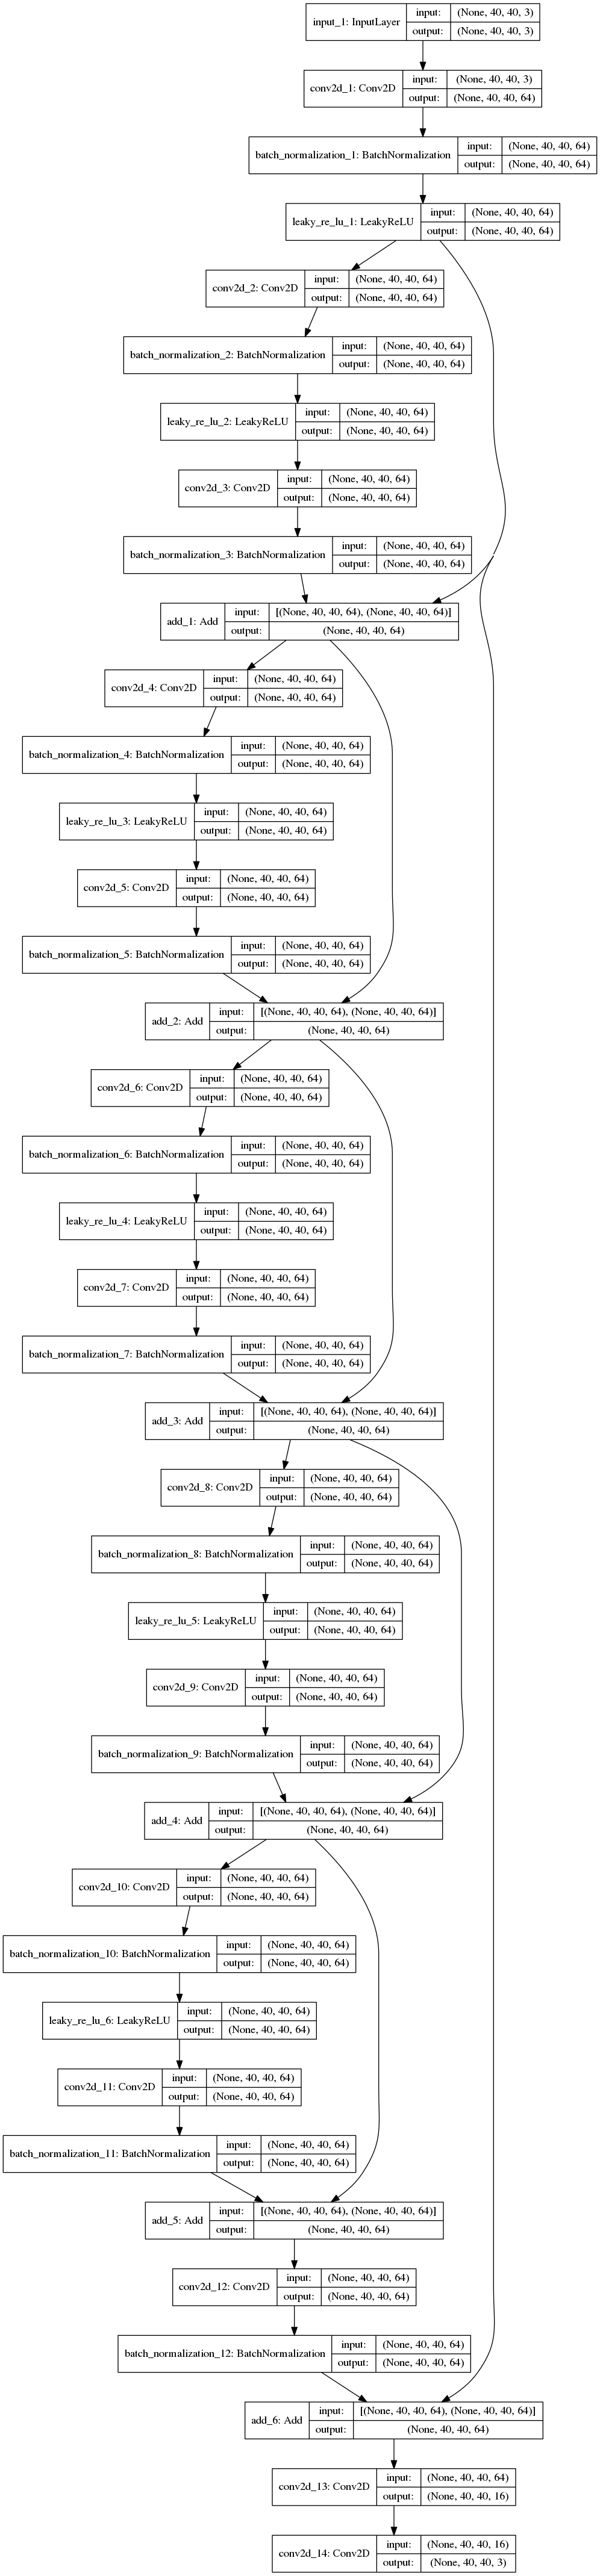 input_1: InputLayer
input: (None, 40, 40, 3)
output: (None, 40, 40, 3)
conv2d_1: Conv2D
input: (None, 40, 40, 3)
output: (None, 40, 40, 64)
batch_normalization_1: BatchNormalization
input: (None, 40, 40, 64)
output: (None, 40, 40, 64)
leaky_re_lu_1: LeakyReLU
input: (None, 40, 40, 64)
output: (None, 40, 40, 64)
conv2d_2: Conv2D
input: (None, 40, 40, 64)
output: (None, 40, 40, 64)
batch_normalization_2: BatchNormalization
input: (None, 40, 40, 64)
output: (None, 40, 40, 64)
leaky_re_lu_2: LeakyReLU
input: (None, 40, 40, 64)
output: (None, 40, 40, 64)
conv2d_3: Conv2D
input: (None, 40, 40, 64)
output: (None, 40, 40, 64)
batch_normalization_3: BatchNormalization
input: (None, 40, 40, 64)
output: (None, 40, 40, 64)
add_1: Add
input: [(None, 40, 40, 64), (None, 40, 40, 64)]
output: (None, 40, 40, 64)
conv2d_4: Conv2D
input: (None, 40, 40, 64)
output: (None, 40, 40, 64)
batch_normalization_4: BatchNormalization
input: (None, 40, 40, 64)
output: (None, 40, 40, 64)
leaky_re_lu_3: LeakyReLU
input: (None, 40, 40, 64)
output: (None, 40, 40, 64)
conv2d_5: Conv2D
input: (None, 40, 40, 64)
output: (None, 40, 40, 64)
batch_normalization_5: BatchNormalization
input: (None, 40, 40, 64)
output: (None, 40, 40, 64)
add_2: Add
input: [(None, 40, 40, 64), (None, 40, 40, 64)]
output: (None, 40, 40, 64)
conv2d_6: Conv2D
input: (None, 40, 40, 64)
output: (None, 40, 40, 64)
batch_normalization_6: BatchNormalization
input: (None, 40, 40, 64)
output: (None, 40, 40, 64)
leaky_re_lu_4: LeakyReLU
input: (None, 40, 40, 64)
output: (None, 40, 40, 64)
conv2d_7: Conv2D
input: (None, 40, 40, 64)
output: (None, 40, 40, 64)
batch_normalization_7: BatchNormalization
input: (None, 40, 40, 64)
output: (None, 40, 40, 64)
add_3: Add
input: [(None, 40, 40, 64), (None, 40, 40, 64)]
output: (None, 40, 40, 64)
conv2d_8: Conv2D
input: (None, 40, 40, 64)
output: (None, 40, 40, 64)
batch_normalization_8: BatchNormalization
input: (None, 40, 40, 64)
output: (None, 40, 40, 64)
leaky_re_lu_5: LeakyReLU
input: (None, 40, 40, 64)
output: (None, 40, 40, 64)
conv2d_9: Conv2D
input: (None, 40, 40, 64)
output: (None, 40, 40, 64)
batch_normalization_9: BatchNormalization
input: (None, 40, 40, 64)
output: (None, 40, 40, 64)
add_4: Add
input: [(None, 40, 40, 64), (None, 40, 40, 64)]
output: (None, 40, 40, 64)
conv2d_10: Conv2D
input: (None, 40, 40, 64)
output: (None, 40, 40, 64)
batch_normalization_10: BatchNormalization
input: (None, 40, 40, 64)
output: (None, 40, 40, 64)
leaky_re_lu_6: LeakyReLU
input: (None, 40, 40, 64)
output: (None, 40, 40, 64)
conv2d_11: Conv2D
input: (None, 40, 40, 64)
output: (None, 40, 40, 64)
batch_normalization_11: BatchNormalization
input: (None, 40, 40, 64)
output: (None, 40, 40, 64)
add_5: Add
input: [(None, 40, 40, 64), (None, 40, 40, 64)]
output: (None, 40, 40, 64)
conv2d_12: Conv2D
input: (None, 40, 40, 64)
output: (None, 40, 40, 64)
batch_normalization_12: BatchNormalization
input: (None, 40, 40, 64)
output: (None, 40, 40, 64)
add_6: Add
input: [(None, 40, 40, 64), (None, 40, 40, 64)]
output: (None, 40, 40, 64)
conv2d_13: Conv2D
input: (None, 40, 40, 64)
output: (None, 40, 40, 16)
conv2d_14: Conv2D
input: (None, 40, 40, 16)
output: (None, 40, 40, 3)